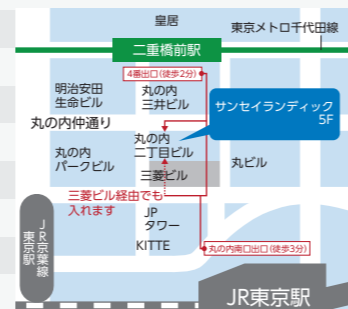 皇居
東京メトロ千代田線
二重橋前駅
4番出口(徒歩2分)
明治安田
生命ビル
丸の内
三井ビル
サンセイランディック
5F
丸の内仲通り
丸の内
二丁目ビル
丸の内
パークビル
三菱ビル
丸ビル
三菱ビル経由でも
入れます
JP
タワー
KITTE
丸の内南口出口(徒歩3分)
JR京葉線
東京駅
JR東京駅